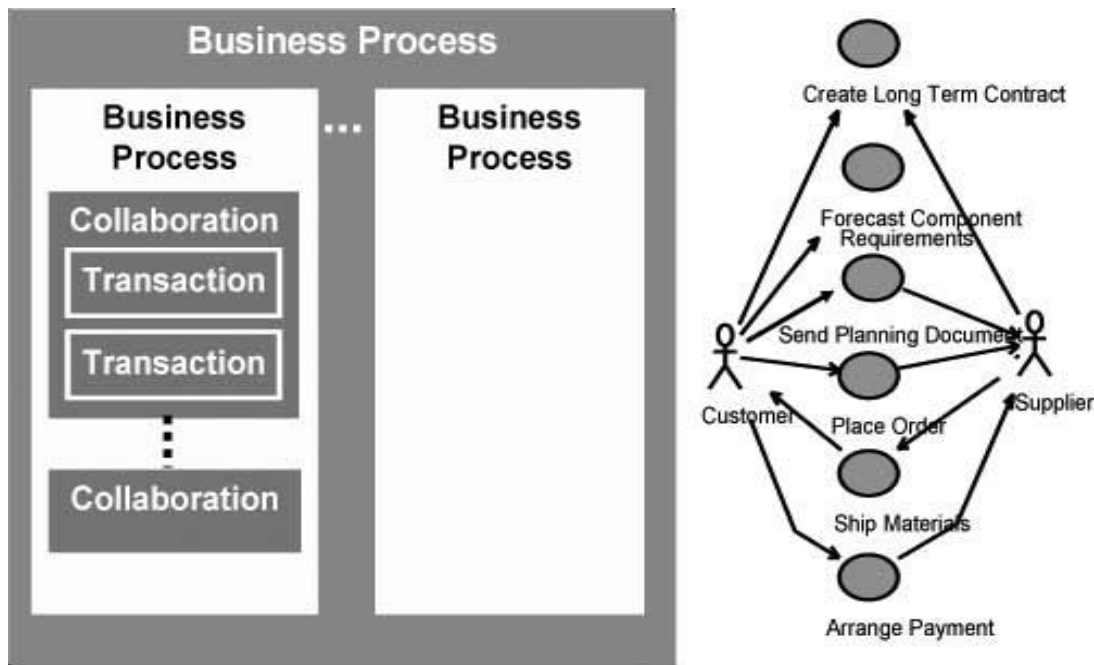 Business Process
Business
Process
...
Business
Process
Collaboration
Transaction
Transaction
Collaboration
Create Long Term Contract
Forecast Component
Requirements
Send Planning Document
Customer
Supplier
Place Order
Ship Materials
Arrange Payment